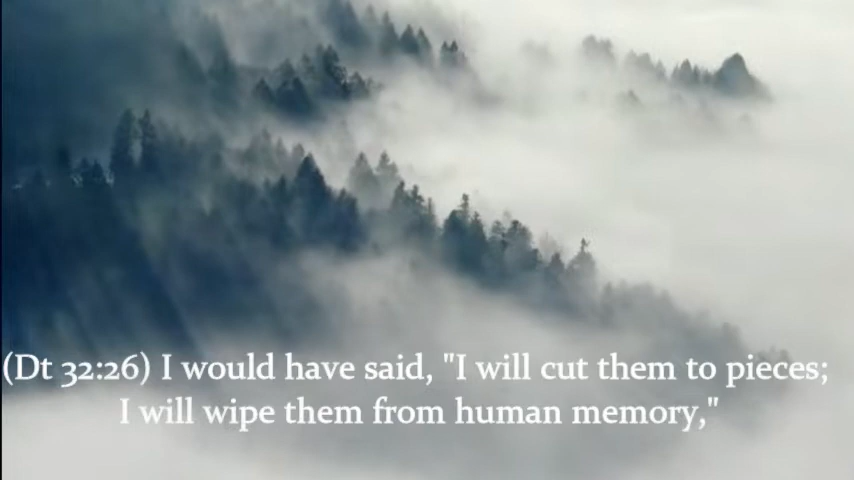 (Dt 32:26) I would have said, "I will cut them to pieces;
I will wipe them from human memory,"